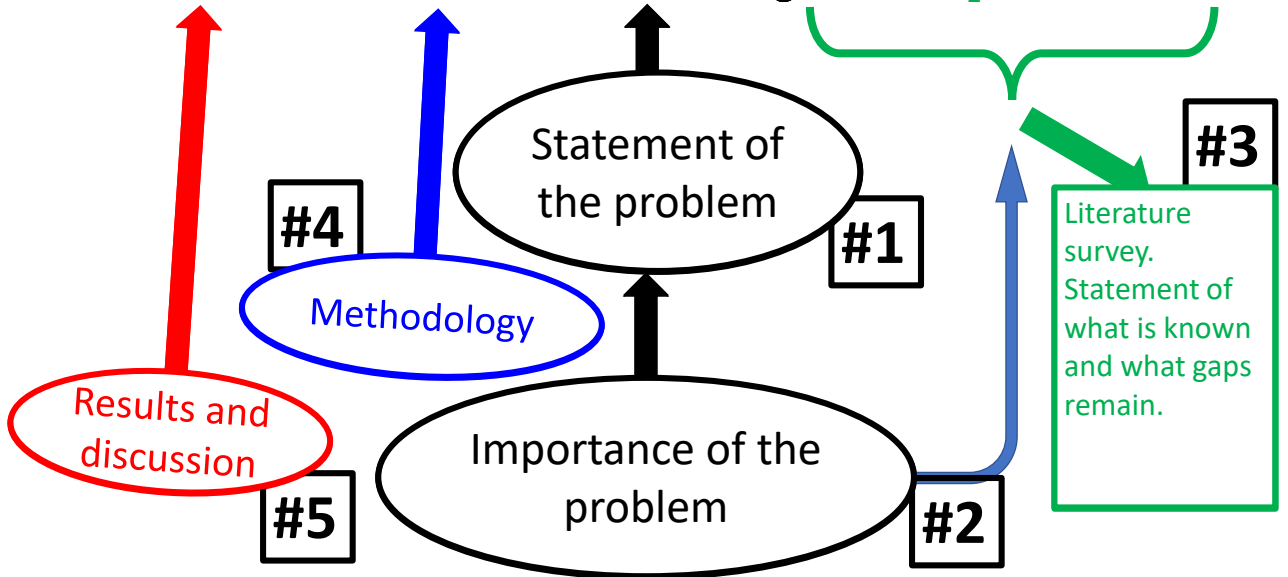 Statement of
the problem
#1
#3
Literature
survey.
Statement of
what is known
and what gaps
remain.
#4
Methodology
Results and
discussion
#5
Importance of the
problem
#2